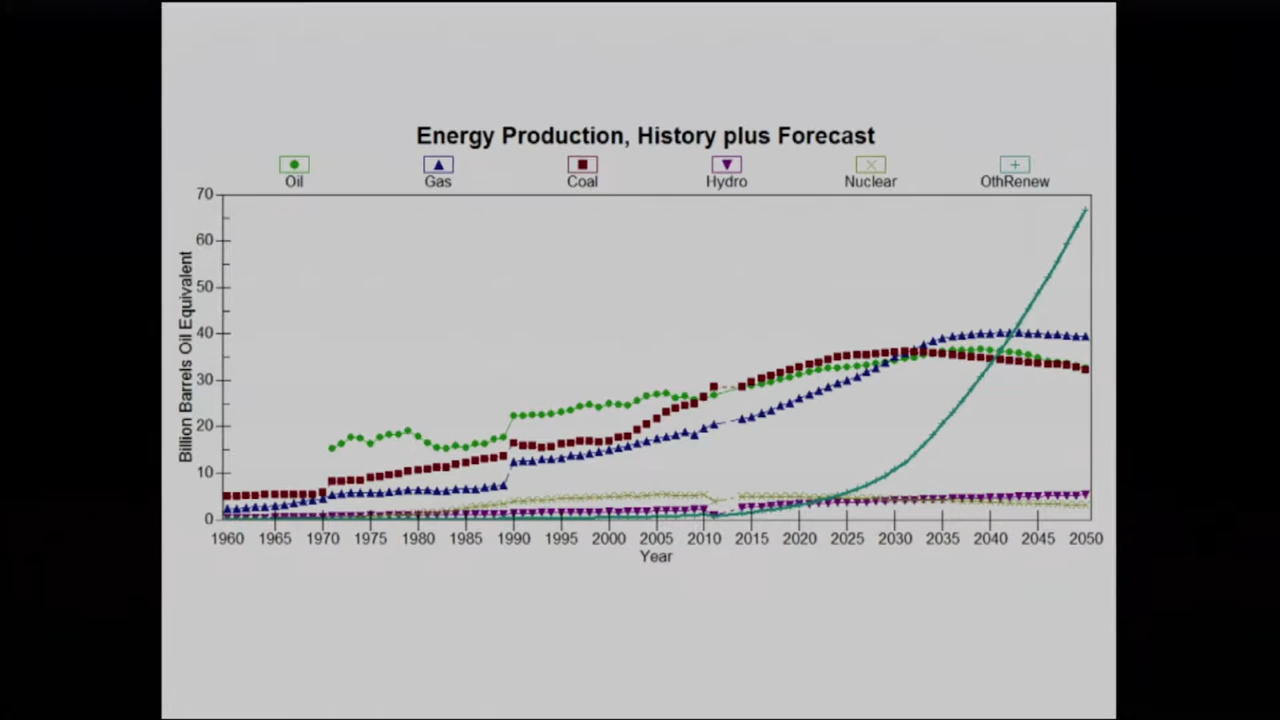 Energy Production, History plus Forecast
Oil Gas Coal Hydro Nuclear OthRenew
70
60
50
40
30
20
10
0
Billion Barrels Oil Equivalent
1960 1965 1970 1975 1980 1985 1990 1995 2000 2005 2010 2015 2020 2025 2030 2035 2040 2045 2050
Year